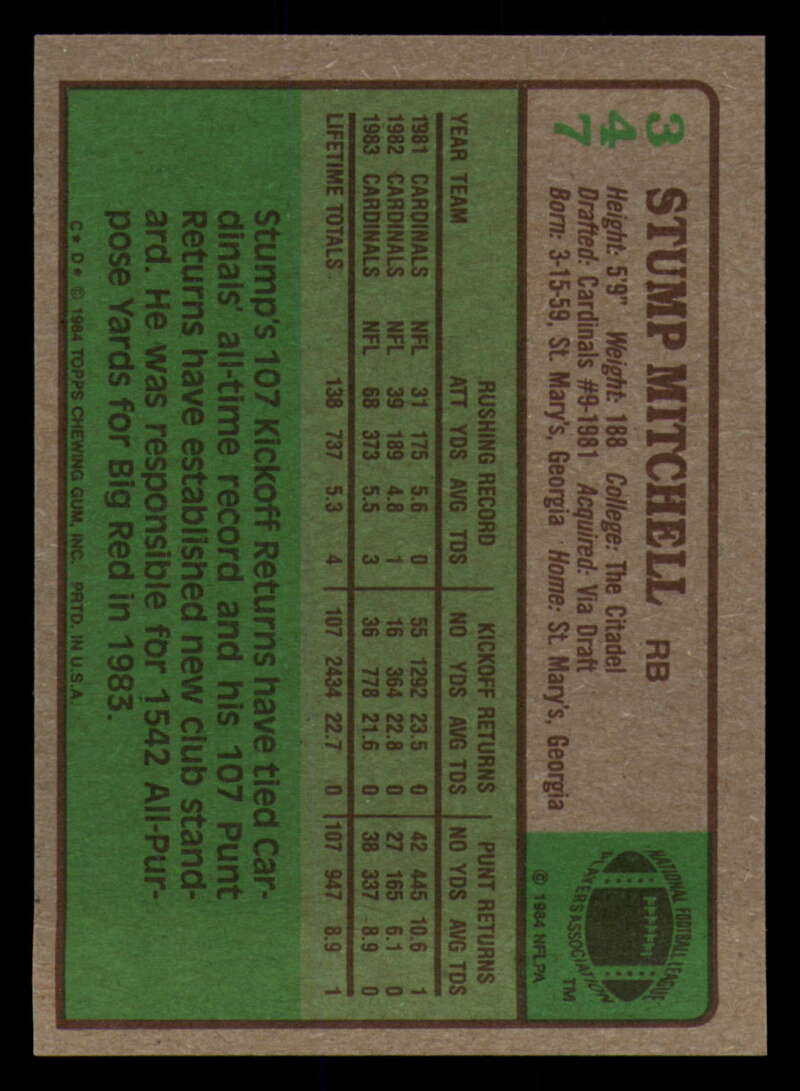 347
STUMP MITCHELL RB
Height: 5'9" Weight: 188 College: The Citadel
Drafted: Cardinals #9-1981 Acquired: Via Draft
Born: 3-15-59, St. Mary's, Georgia Home: St. Mary's, Georgia
NATIONAL FOOTBALL LEAGUE
PLAYERS ASSOCIATION
TM
© 1984 NFLPA
RUSHING RECORD KICKOFF RETURNS PUNT RETURNS
YEAR TEAM ATT YDS AVG TDS NO YDS AVG TDS NO YDS AVG TDS
1981 CARDINALS NFL 31 175 5.6 0 55 1292 23.5 0 42 445 10.6 1
1982 CARDINALS NFL 39 189 4.8 1 16 364 22.8 0 27 165 6.1 0
1983 CARDINALS NFL 68 373 5.5 3 36 778 21.6 0 38 337 8.9 0
LIFETIME TOTALS 138 737 5.3 4 107 2434 22.7 0 107 947 8.9 1
Stump's 107 Kickoff Returns have tied Car-
dinals' all-time record and his 107 Punt
Returns have established new club stand-
ard. He was responsible for 1542 All-Pur-
pose Yards for Big Red in 1983.
C* D* © 1984 TOPPS CHEWING GUM, INC. PRTD. IN U.S.A.